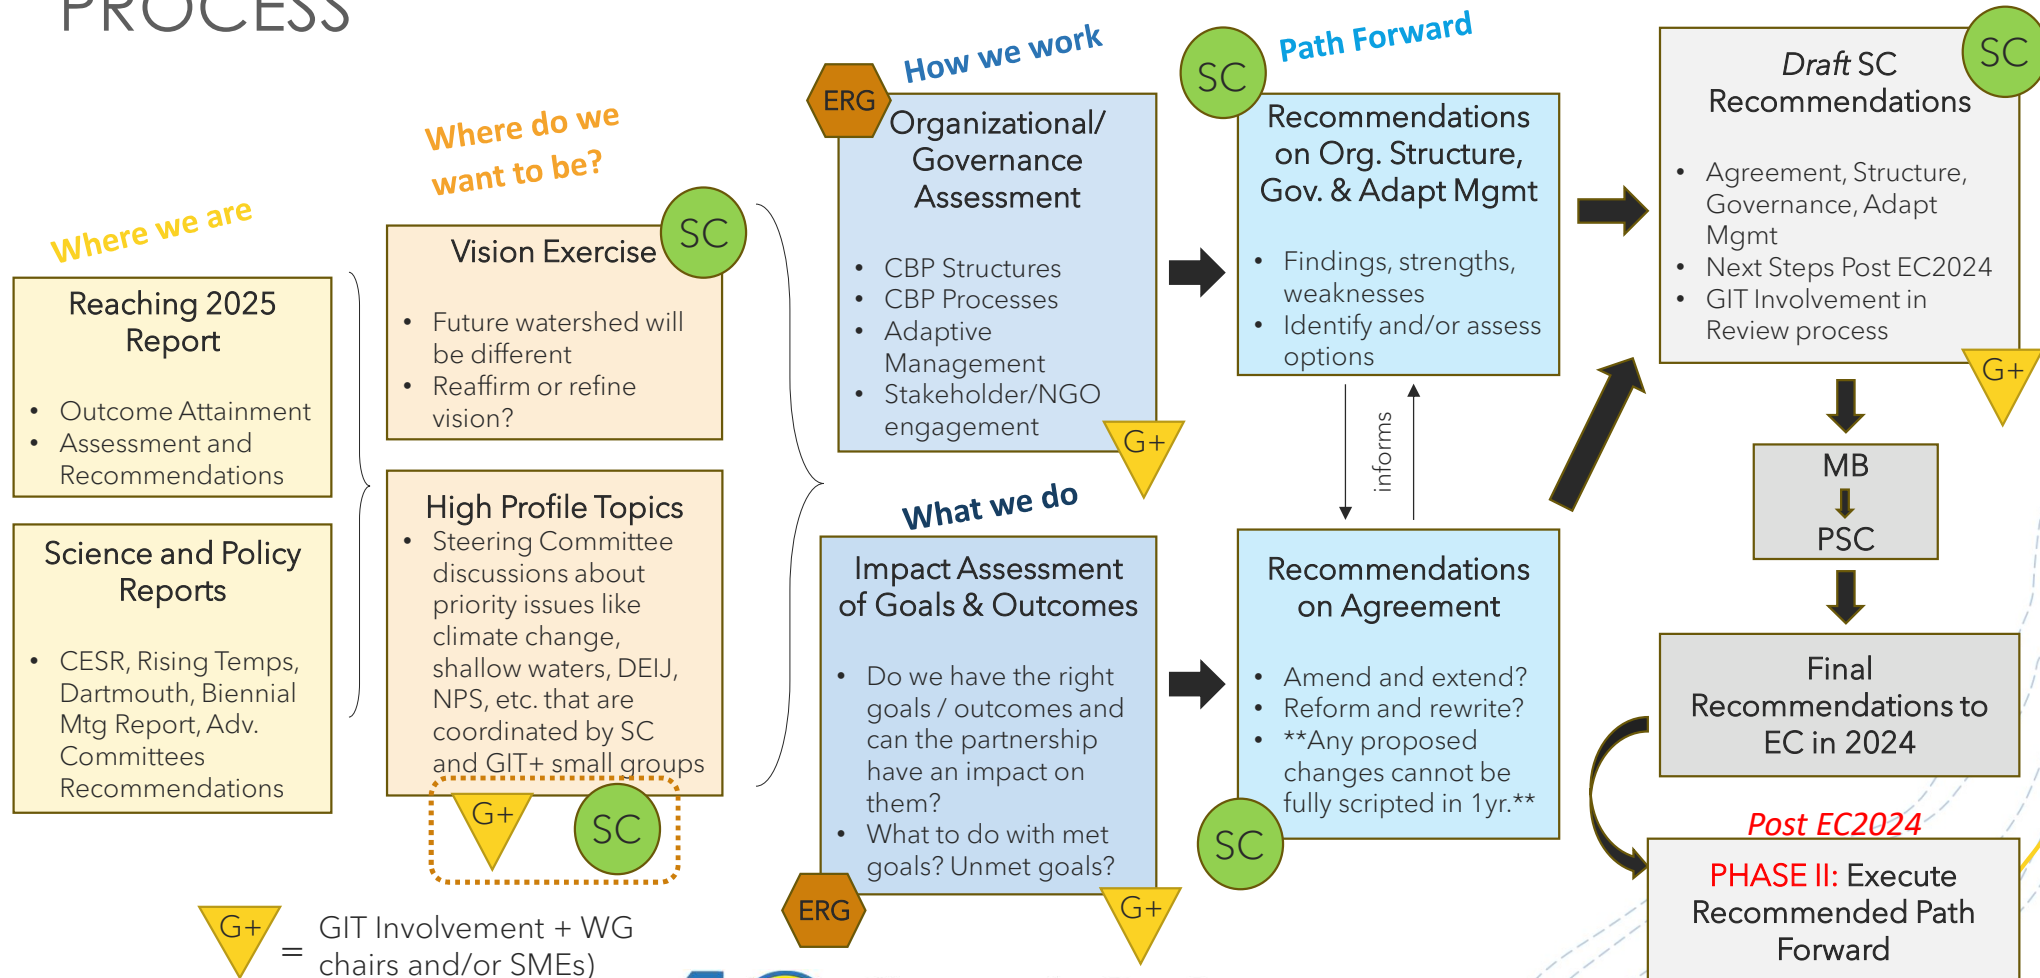 PROCESS
Where we are
Reaching 2025
Report
• Outcome Attainment
• Assessment and
Recommendations
Science and Policy
Reports
• CESR, Rising Temps,
Dartmouth, Biennial
Mtg Report, Adv.
Committees
Recommendations
Where do we
want to be?
SC
Vision Exercise
• Future watershed will
be different
• Reaffirm or refine
vision?
High Profile Topics
• Steering Committee
discussions about
priority issues like
climate change,
shallow waters, DEIJ,
NPS, etc. that are
coordinated by SC
and GIT+ small groups
G+
SC
How we work
ERG
Organizational/
Governance
Assessment
• CBP Structures
• CBP Processes
• Adaptive
Management
• Stakeholder/NGO
engagement
G+
What we do
Impact Assessment
of Goals & Outcomes
• Do we have the right
goals / outcomes and
can the partnership
have an impact on
them?
• What to do with met
goals? Unmet goals?
ERG
G+
Path Forward
SC
Recommendations
on Org. Structure,
Gov. & Adapt Mgmt
• Findings, strengths,
weaknesses
• Identify and/or assess
options
informs
Recommendations
on Agreement
• Amend and extend?
• Reform and rewrite?
• **Any proposed
changes cannot be
fully scripted in 1yr.**
SC
SC
Draft SC
Recommendations
• Agreement, Structure,
Governance, Adapt
Mgmt
• Next Steps Post EC2024
• GIT Involvement in
Review process
G+
MB
PSC
Final
Recommendations to
EC in 2024
Post EC2024
PHASE II: Execute
Recommended Path
Forward
G+
= GIT Involvement + WG
chairs and/or SMEs)